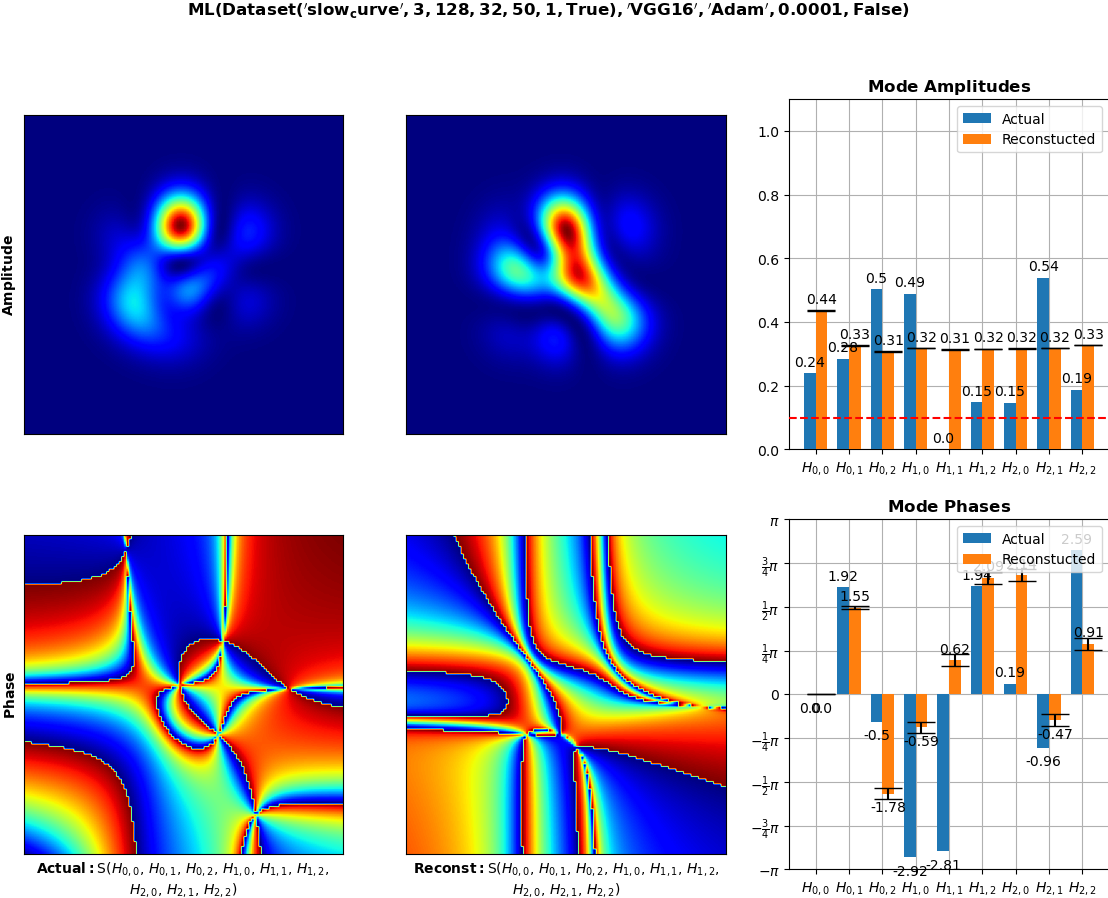 ML(Dataset('slow_curve', 3, 128, 32, 50, 1, True), 'VGG16', 'Adam', 0.0001, False)
Amplitude
Mode Amplitudes
Actual
Reconstucted
1.0
0.8
0.6
0.4
0.2
0.0
0.24 0.44 0.28 0.33 0.5 0.31 0.49 0.32 0.0 0.31 0.15 0.32 0.15 0.32 0.54 0.32 0.19 0.33
H0,0 H0,1 H0,2 H1,0 H1,1 H1,2 H2,0 H2,1 H2,2
Phase
Actual: S(H0,0, H0,1, H0,2, H1,0, H1,1, H1,2,
H2,0, H2,1, H2,2)
Reconst: S(H0,0, H0,1, H0,2, H1,0, H1,1, H1,2,
H2,0, H2,1, H2,2)
Mode Phases
Actual
Reconstucted
π
3/4π
1/2π
1/4π
0
−1/4π
−1/2π
−3/4π
−π
0.0 0.0 1.92 1.55 -0.5 -1.78 -2.92 -0.59 -2.81 0.62 1.94 2.09 0.19 -0.96 -0.47 2.59 0.91
H0,0 H0,1 H0,2 H1,0 H1,1 H1,2 H2,0 H2,1 H2,2